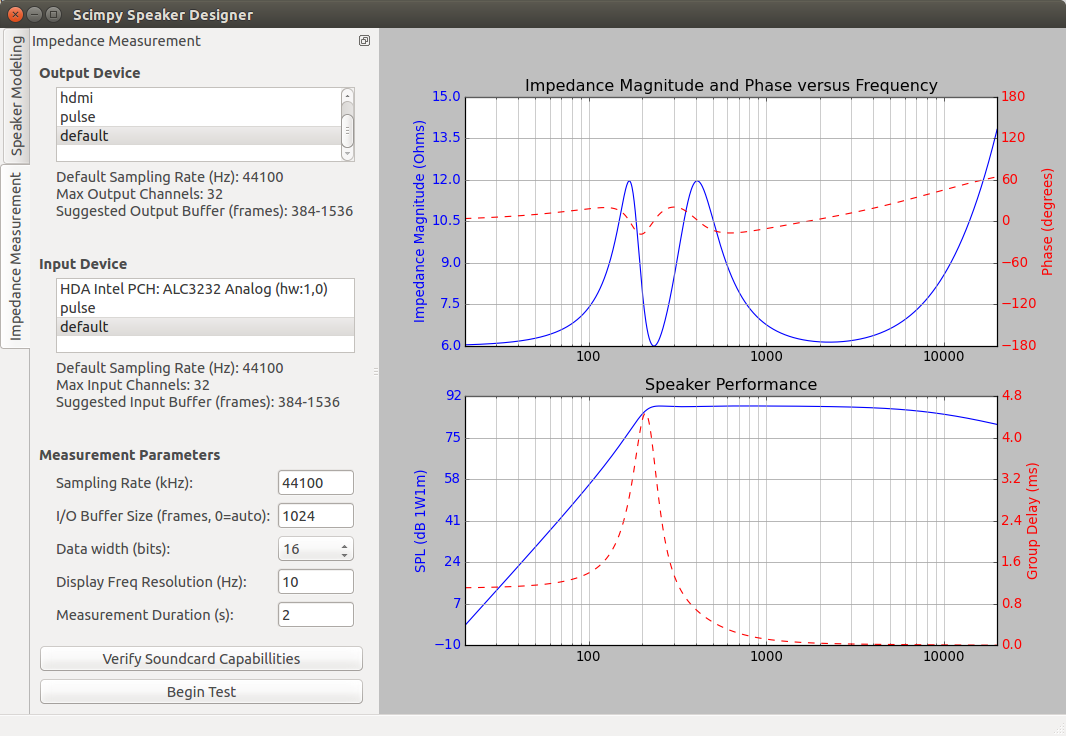 Scimpy Speaker Designer
Speaker Modeling
Impedance Measurement
Impedance Measurement
Output Device
hdmi
pulse
default
Default Sampling Rate (Hz): 44100
Max Output Channels: 32
Suggested Output Buffer (frames): 384-1536
Input Device
HDA Intel PCH: ALC3232 Analog (hw:1,0)
pulse
default
Default Sampling Rate (Hz): 44100
Max Input Channels: 32
Suggested Input Buffer (frames): 384-1536
Measurement Parameters
Sampling Rate (kHz): 44100
I/O Buffer Size (frames, 0=auto): 1024
Data width (bits): 16
Display Freq Resolution (Hz): 10
Measurement Duration (s): 2
Verify Soundcard Capabillities
Begin Test
Impedance Magnitude and Phase versus Frequency
Impedance Magnitude (Ohms)
15.0
13.5
12.0
10.5
9.0
7.5
6.0
180
120
60
0
−60
−120
−180
Phase (degrees)
100 1000 10000
Speaker Performance
SPL (dB 1W1m)
92
75
58
41
24
7
−10
4.8
4.0
3.2
2.4
1.6
0.8
0.0
Group Delay (ms)
100 1000 10000